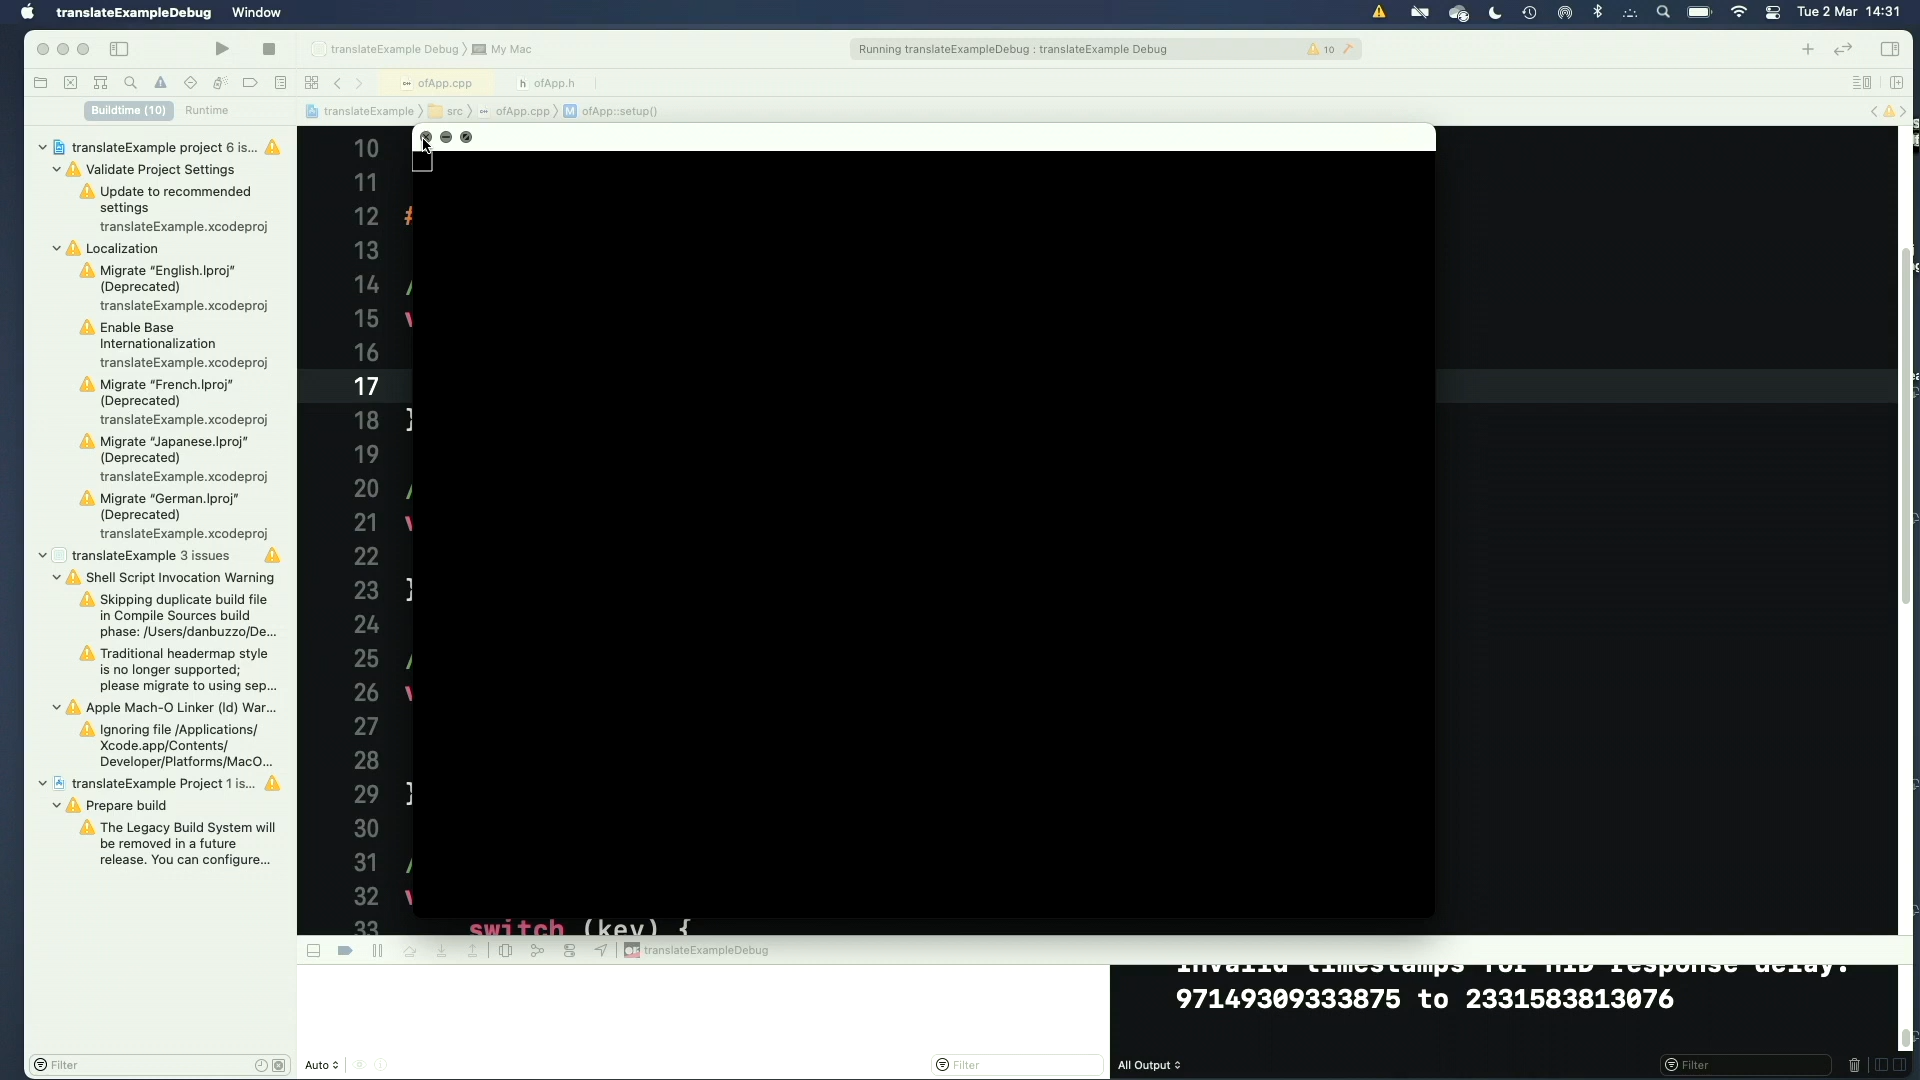 translateExampleDebug Window Tue 2 Mar 14:31
translateExample Debug My Mac Running translateExampleDebug : translateExample Debug 10
ofApp.cpp h ofApp.h
Buildtime (10) Runtime translateExample src ofApp.cpp M ofApp::setup()
translateExample project 6 is...
Validate Project Settings
Update to recommended
settings
translateExample.xcodeproj
Localization
Migrate “English.lproj”
(Deprecated)
translateExample.xcodeproj
Enable Base
Internationalization
translateExample.xcodeproj
Migrate “French.lproj”
(Deprecated)
translateExample.xcodeproj
Migrate “Japanese.lproj”
(Deprecated)
translateExample.xcodeproj
Migrate “German.lproj”
(Deprecated)
translateExample.xcodeproj
translateExample 3 issues
Shell Script Invocation Warning
Skipping duplicate build file
in Compile Sources build
phase: /Users/danbuzzo/De...
Traditional headermap style
is no longer supported;
please migrate to using sep...
Apple Mach-O Linker (ld) War...
Ignoring file /Applications/
Xcode.app/Contents/
Developer/Platforms/MacO...
translateExample Project 1 is...
Prepare build
The Legacy Build System will
be removed in a future
release. You can configure...
10
11
12 #
13
14 /
15
16
17
18 }
19
20 /
21
22
23 }
24
25 /
26
27
28
29 }
30
31 /
32
33 switch (key) {
translateExampleDebug
Invalid timestamps for HID response delay:
97149309333875 to 2331583813076
Filter Auto Filter All Output Filter